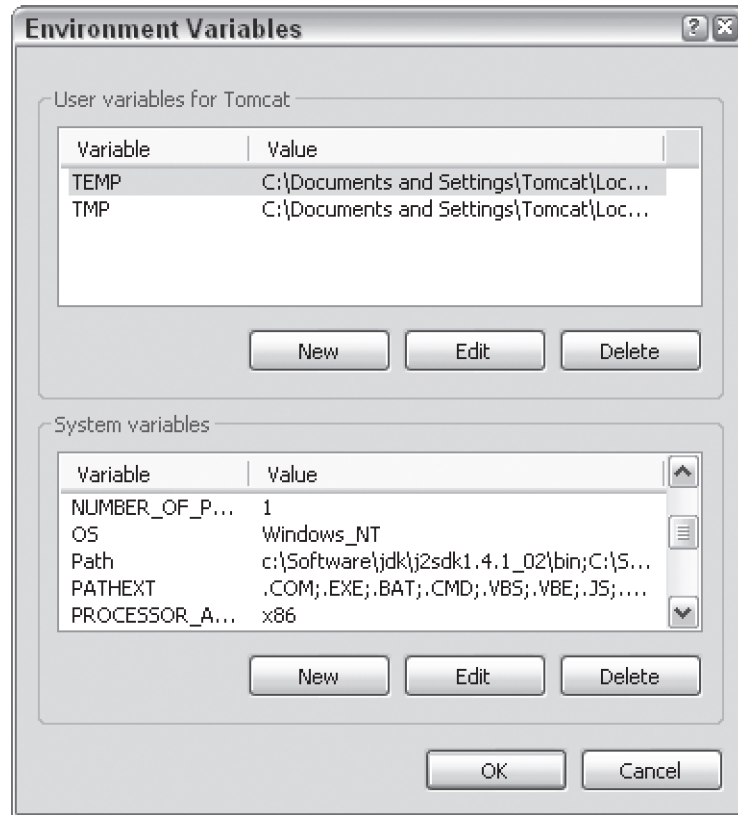 Environment Variables
User variables for Tomcat
Variable Value
TEMP C:\Documents and Settings\Tomcat\Loc...
TMP C:\Documents and Settings\Tomcat\Loc...
New Edit Delete
System variables
Variable Value
NUMBER_OF_P... 1
OS Windows_NT
Path c:\Software\jdk\j2sdk1.4.1_02\bin;C:\S...
PATHEXT .COM;.EXE;.BAT;.CMD;.VBS;.VBE;.JS;....
PROCESSOR_A... x86
New Edit Delete
OK Cancel